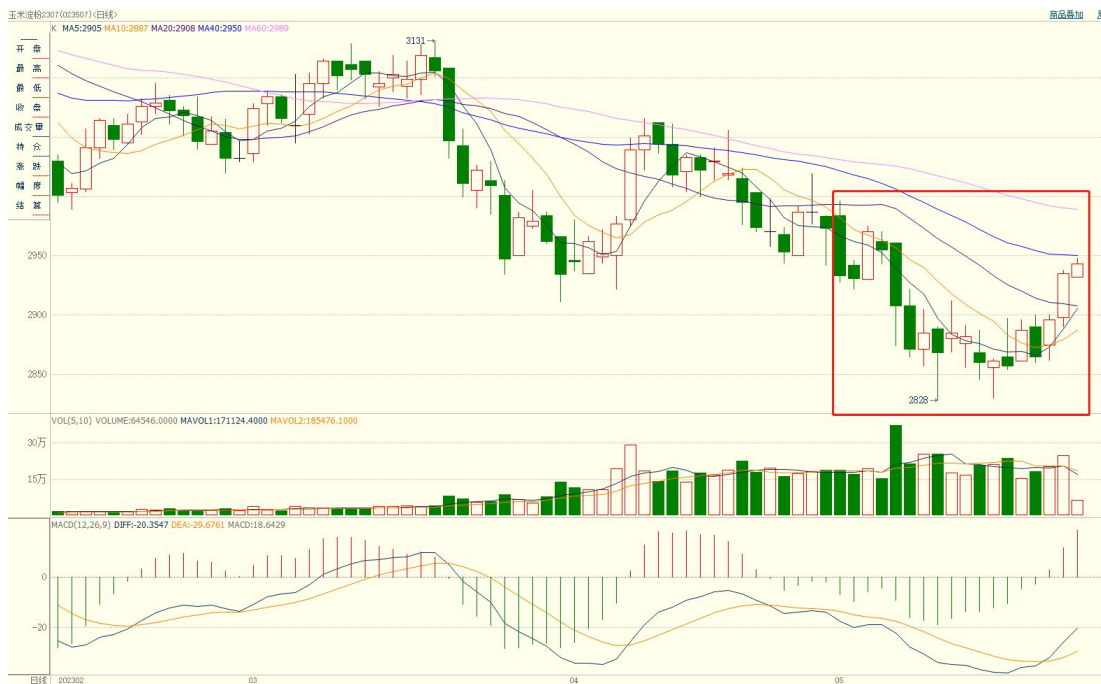 玉米淀粉2307(023507)<日线> 商品叠加
K MA5:2905 MA10:2887 MA20:2908 MA40:2950 MA60:2989
开 盘
最 高
最 低
收 盘
成交量
持 仓
涨 跌
幅 度
结 算
3131
2950
2900
2850
2828
VOL(5,10) VOLUME:64546.0000 MAVOL1:171124.4000 MAVOL2:185476.1000
30万
15万
MACD(12,26,9) DIFF:-20.3547 DEA:-29.6761 MACD:18.6429
0
-20
日线 202302 03 04 05